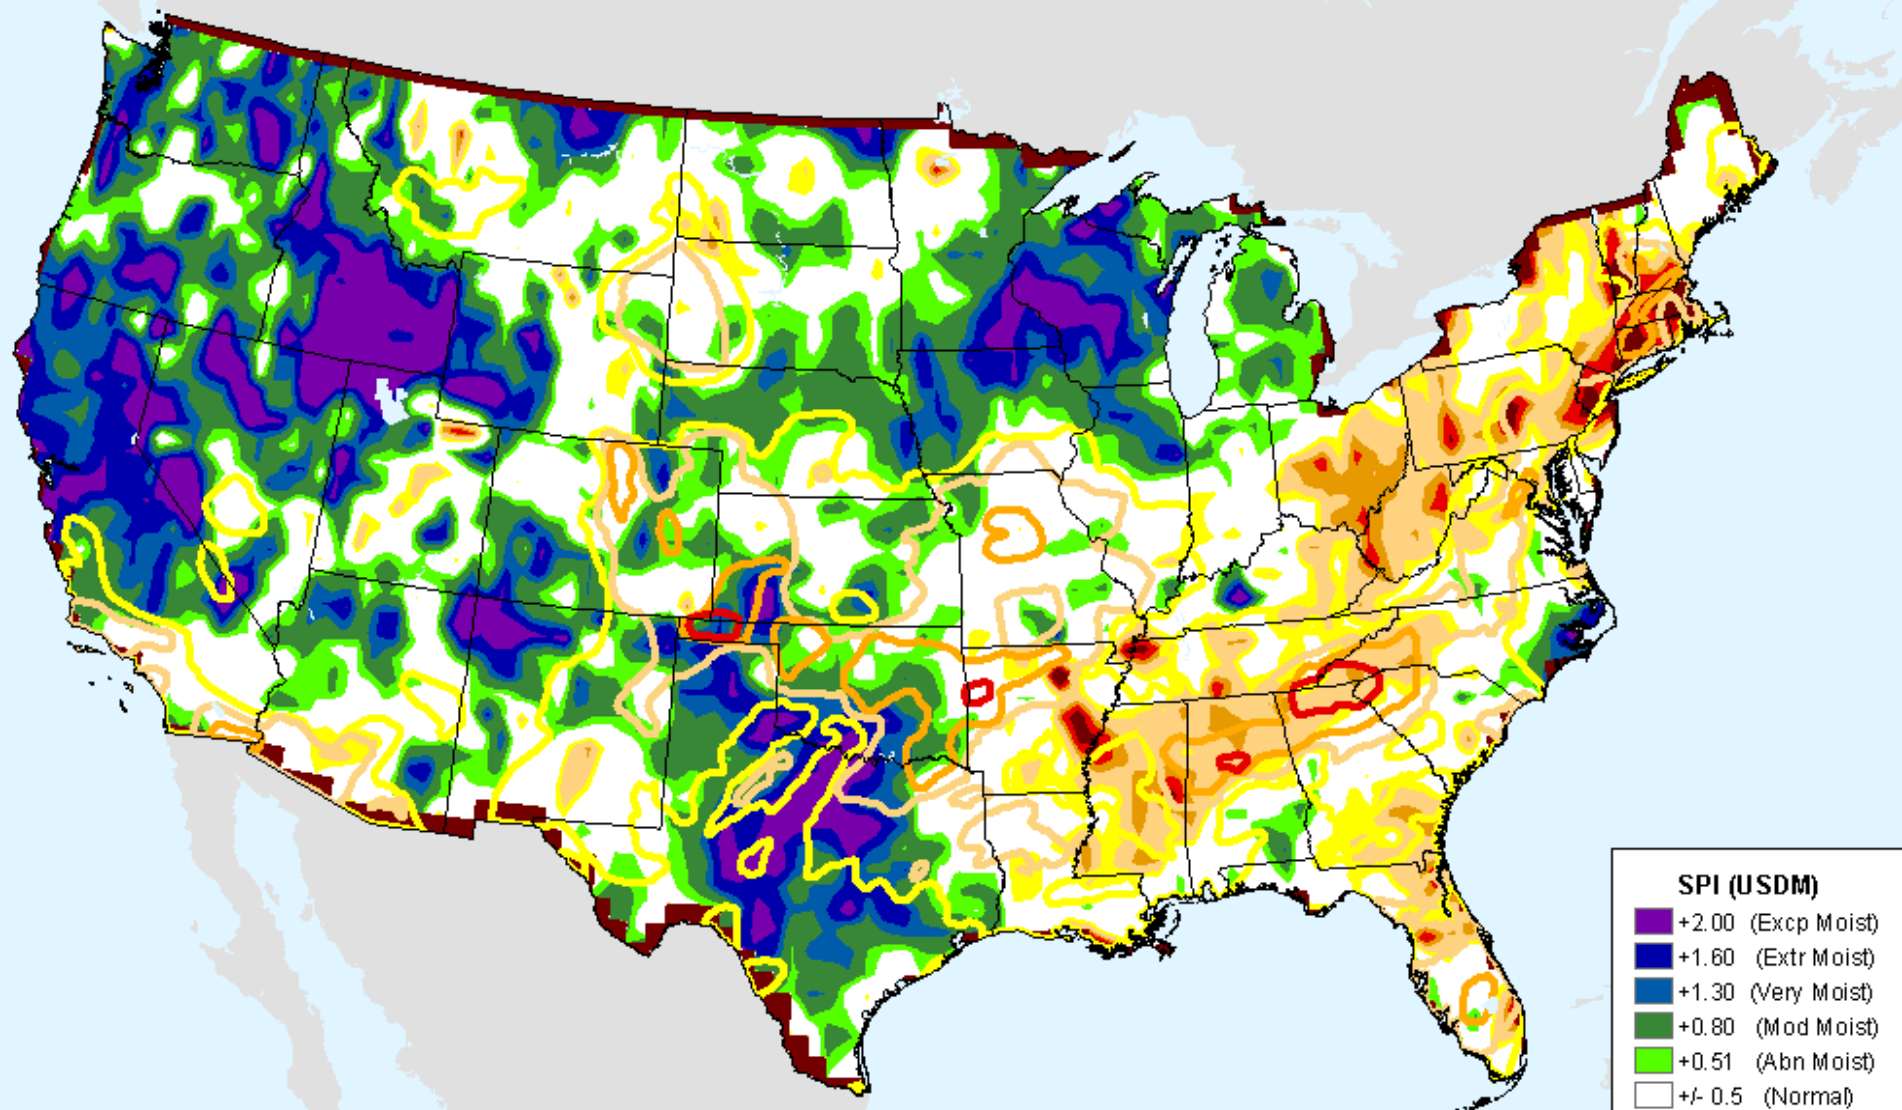 SPI (USDM)
+2.00 (Excp Moist)
+1.60 (Extr Moist)
+1.30 (Very Moist)
+0.80 (Mod Moist)
+0.51 (Abn Moist)
+/- 0.5 (Normal)